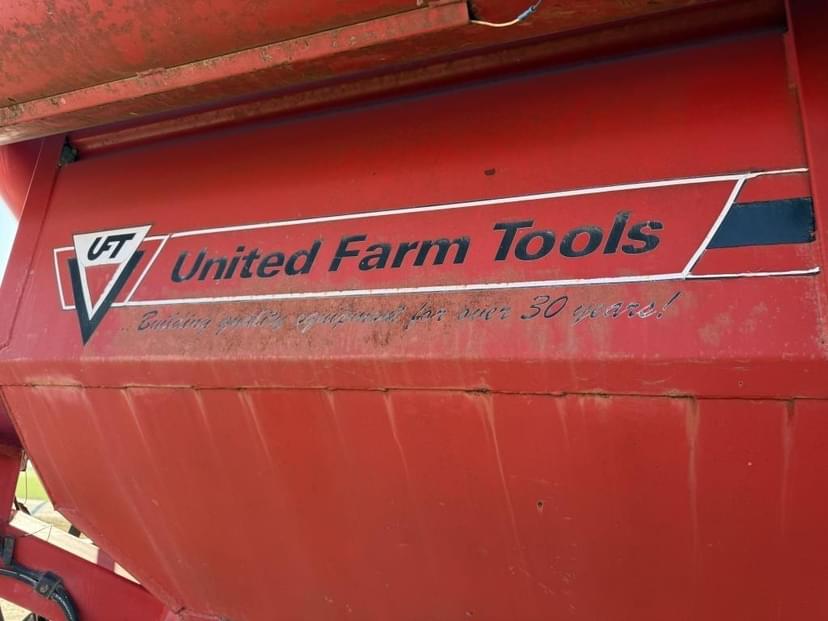 UFT
United Farm Tools
...Building quality equipment for over 30 years!